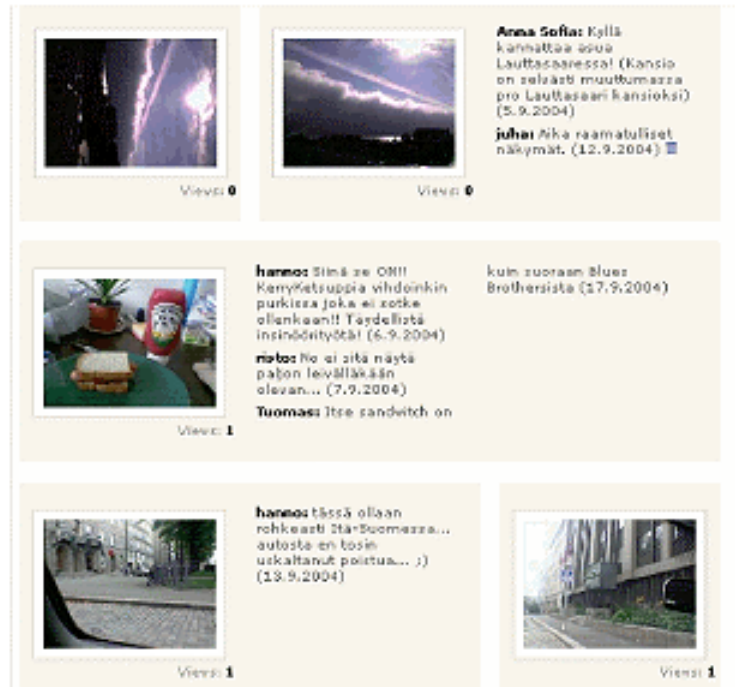 Views: 0
Views: 0
Anna Sofia: Kyllä
kannattaa asua
Lauttasaaressa! (Kansio
on selvästi muuttumassa
pro Lauttasaari kansioksi)
(5.9.2004)
juha: Aika raamatulliset
näkymät. (12.9.2004)
Views: 1
hanno: Siinä se ON!!
KerryKetsuppia vihdoinkin
purkissa joka ei sotke
ollenkaan!! Täydellistä
insinöörityötä! (6.9.2004)
risto: No ei sitä näytä
paljon leivälläkään
olevan... (7.9.2004)
Tuomas: Itse sandwitch on
kuin suoraan Blues
Brothersista (17.9.2004)
Views: 1
hanno: tässä ollaan
rohkeasti Itä-Suomessa...
autosta en tosin
uskaltanut poistua... ;)
(13.9.2004)
Views: 1